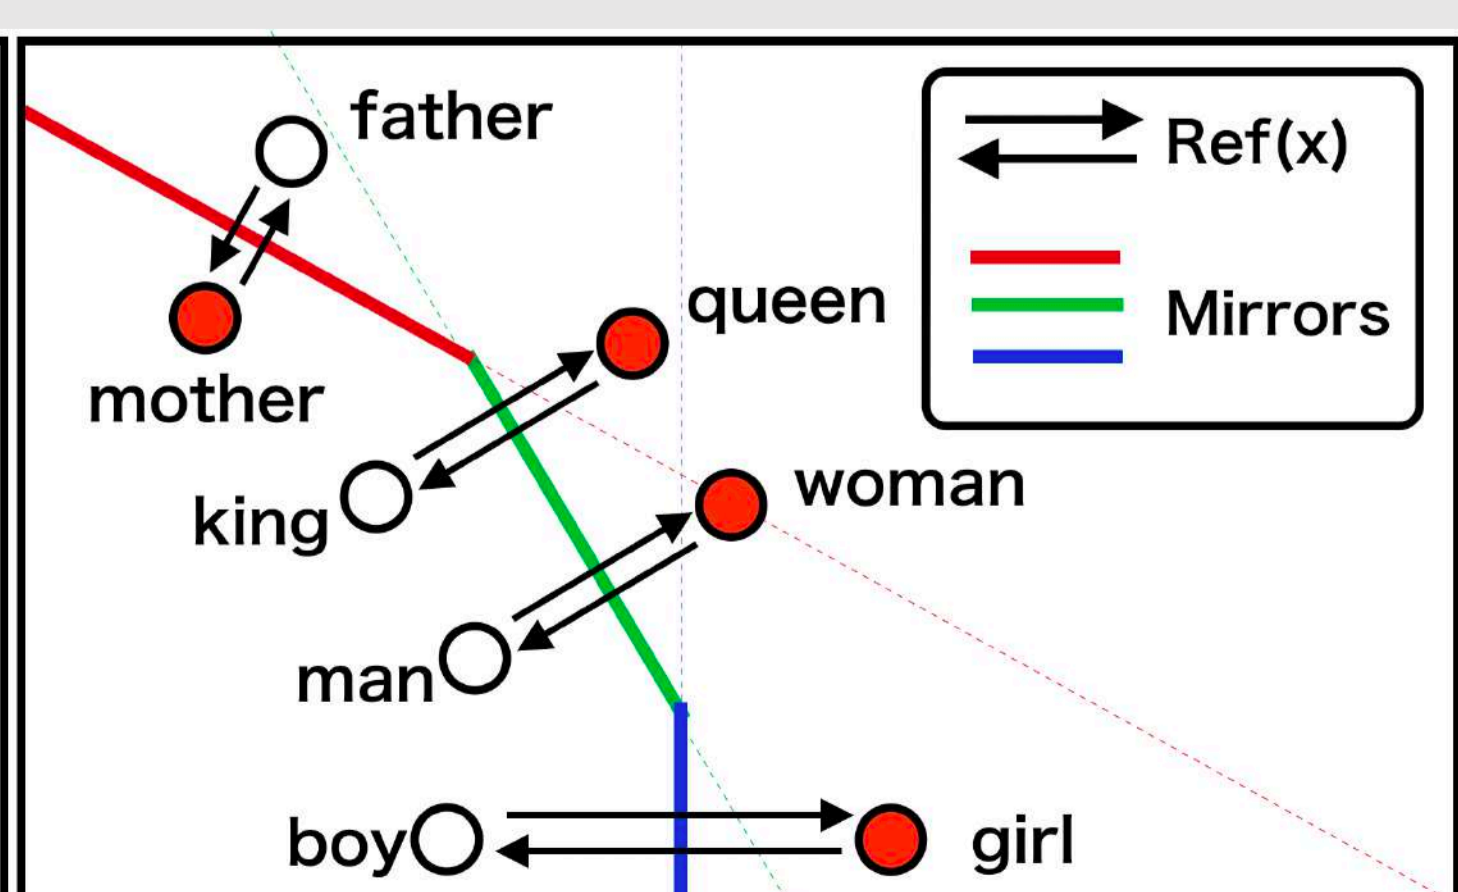 father
Ref(x)
queen
Mirrors
mother
woman
king
man
boy
girl